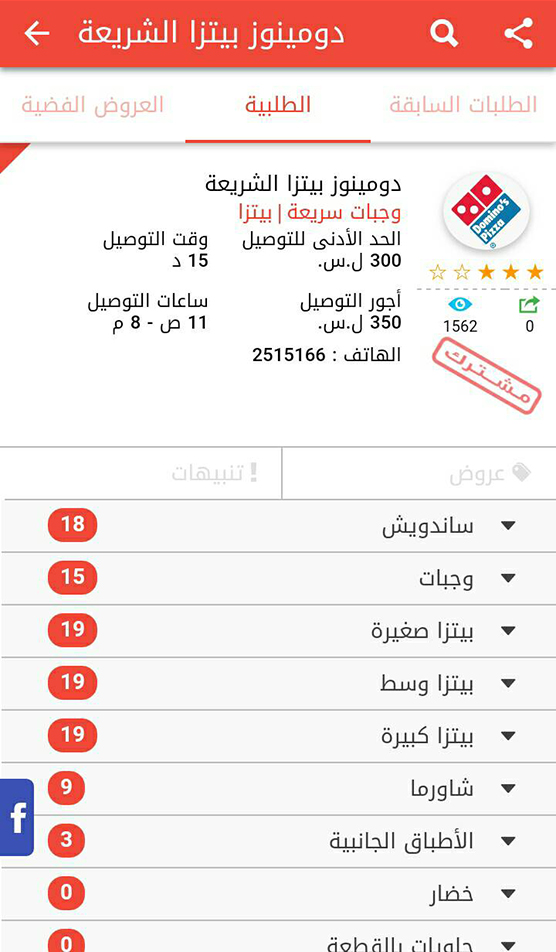 دومينوز بيتزا الشريعة
الطلبات السابقة
الطلبية
العروض الفضية
Domino's
Pizza
دومينوز بيتزا الشريعة
وجبات سريعة | بيتزا
الحد الأدنى للتوصيل
300 ل.س.
وقت التوصيل
15 د
أجور التوصيل
350 ل.س.
ساعات التوصيل
11 ص - 8 م
الهاتف : 2515166
0
1562
مشترك
عروض
تنبيهات
ساندويش 18
وجبات 15
بيتزا صغيرة 19
بيتزا وسط 19
بيتزا كبيرة 19
شاورما 9
الأطباق الجانبية 3
خضار 0
حلويات بالقطعة 0
f